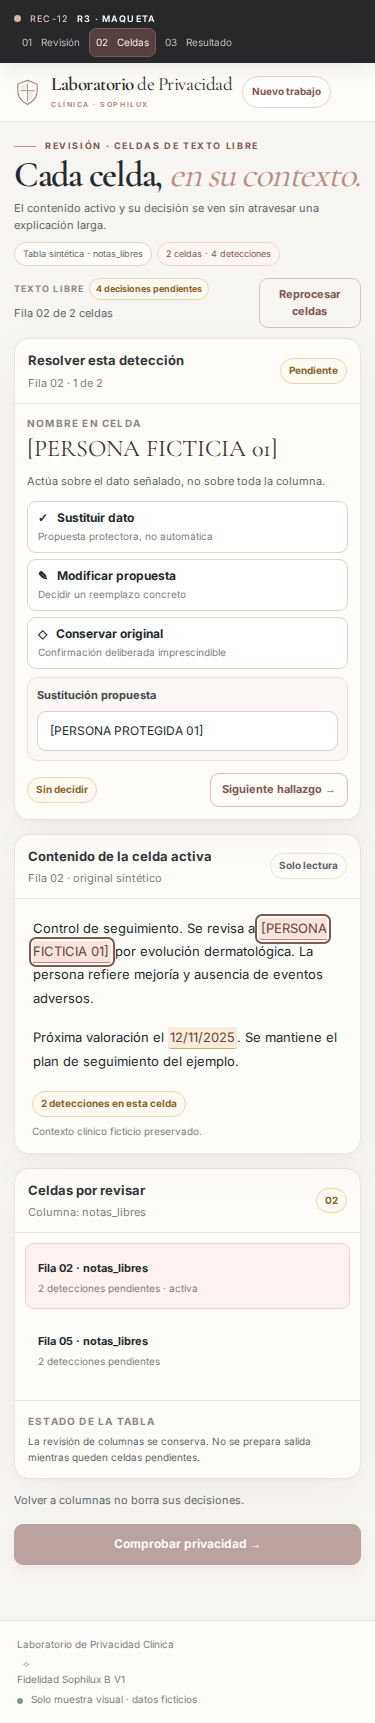 REC-12 R3 · MAQUETA
01 Revisión 02 Celdas 03 Resultado
Laboratorio de Privacidad
CLÍNICA · SOPHILUX
Nuevo trabajo
REVISIÓN · CELDAS DE TEXTO LIBRE
Cada celda, en su contexto.
El contenido activo y su decisión se ven sin atravesar una
explicación larga.
Tabla sintética · notas_libres
2 celdas · 4 detecciones
TEXTO LIBRE
4 decisiones pendientes
Fila 02 de 2 celdas
Reprocesar
celdas
Resolver esta detección
Fila 02 · 1 de 2
Pendiente
NOMBRE EN CELDA
[PERSONA FICTICIA 01]
Actúa sobre el dato señalado, no sobre toda la columna.
✓ Sustituir dato
Propuesta protectora, no automática
✎ Modificar propuesta
Decidir un reemplazo concreto
◇ Conservar original
Confirmación deliberada imprescindible
Sustitución propuesta
[PERSONA PROTEGIDA 01]
Sin decidir
Siguiente hallazgo →
Contenido de la celda activa
Fila 02 · original sintético
Solo lectura
Control de seguimiento. Se revisa a [PERSONA
FICTICIA 01] por evolución dermatológica. La
persona refiere mejoría y ausencia de eventos
adversos.
Próxima valoración el 12/11/2025. Se mantiene el
plan de seguimiento del ejemplo.
2 detecciones en esta celda
Contexto clínico ficticio preservado.
Celdas por revisar
Columna: notas_libres
02
Fila 02 · notas_libres
2 detecciones pendientes · activa
Fila 05 · notas_libres
2 detecciones pendientes
ESTADO DE LA TABLA
La revisión de columnas se conserva. No se prepara salida
mientras queden celdas pendientes.
Volver a columnas no borra sus decisiones.
Comprobar privacidad →
Laboratorio de Privacidad Clínica
✧
Fidelidad Sophilux B V1
Solo muestra visual · datos ficticios